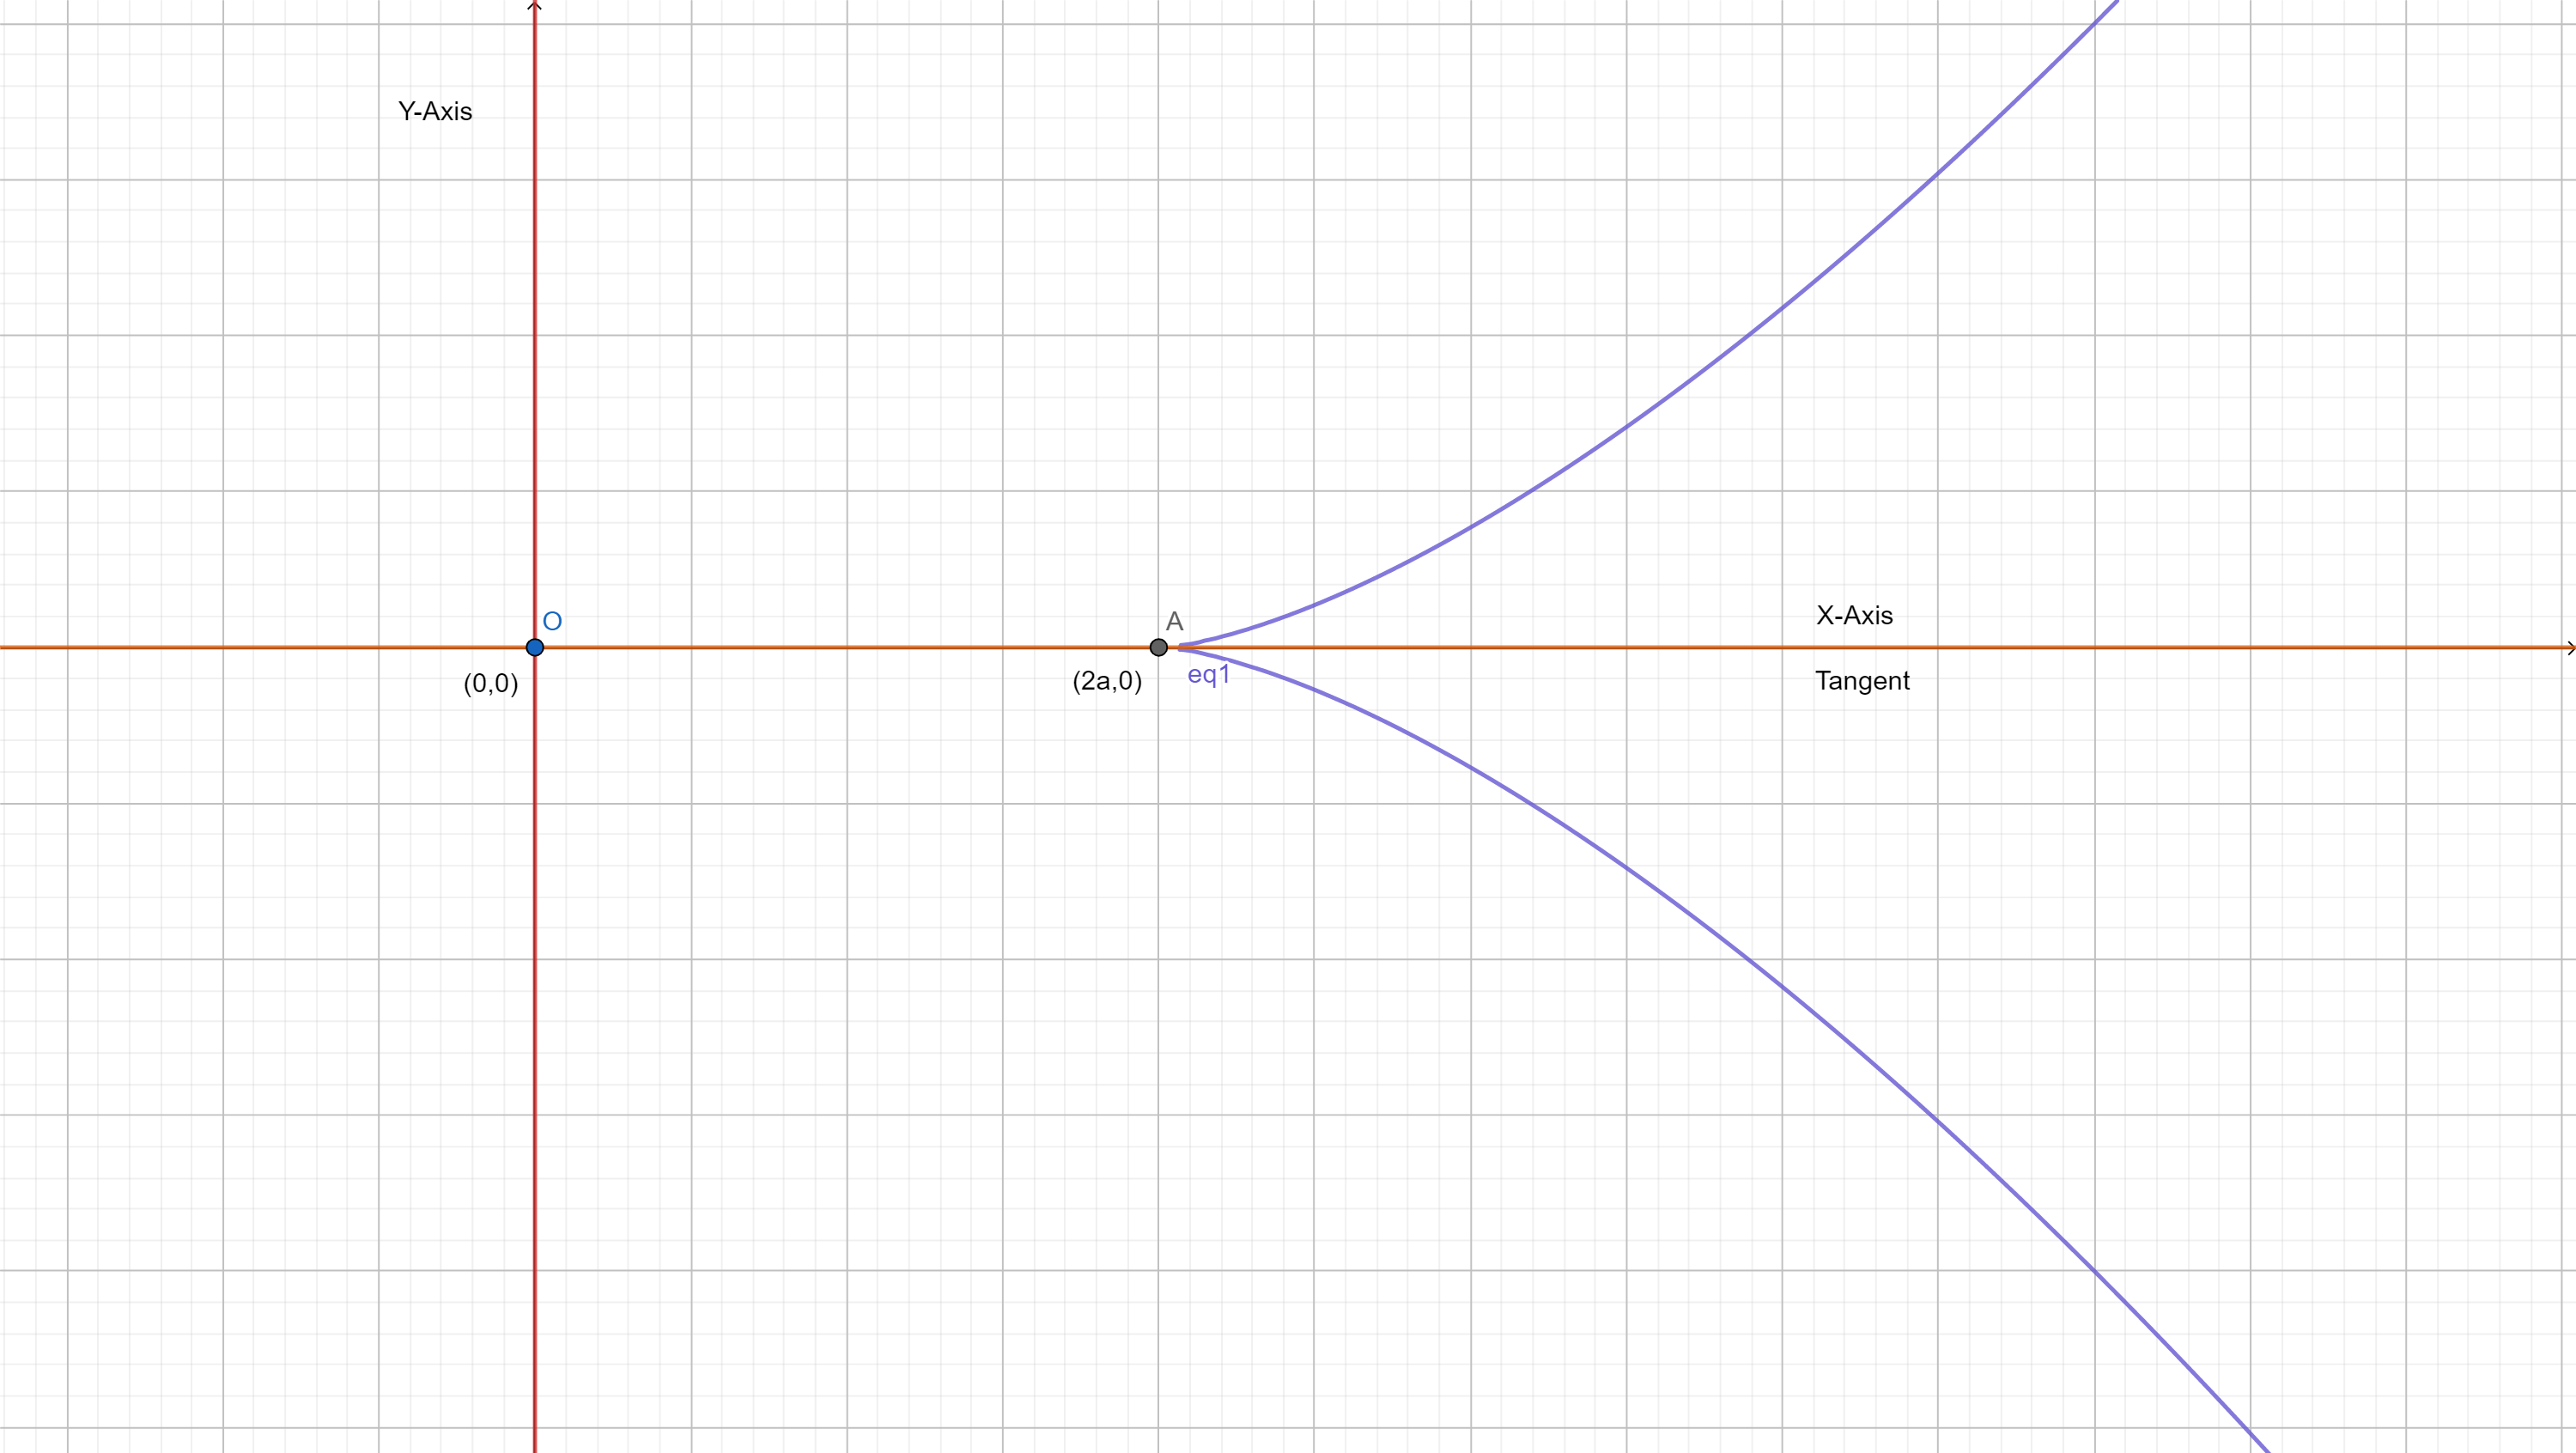 Y-Axis
O
A
X-Axis
(0,0)
(2a,0)
eq1
Tangent